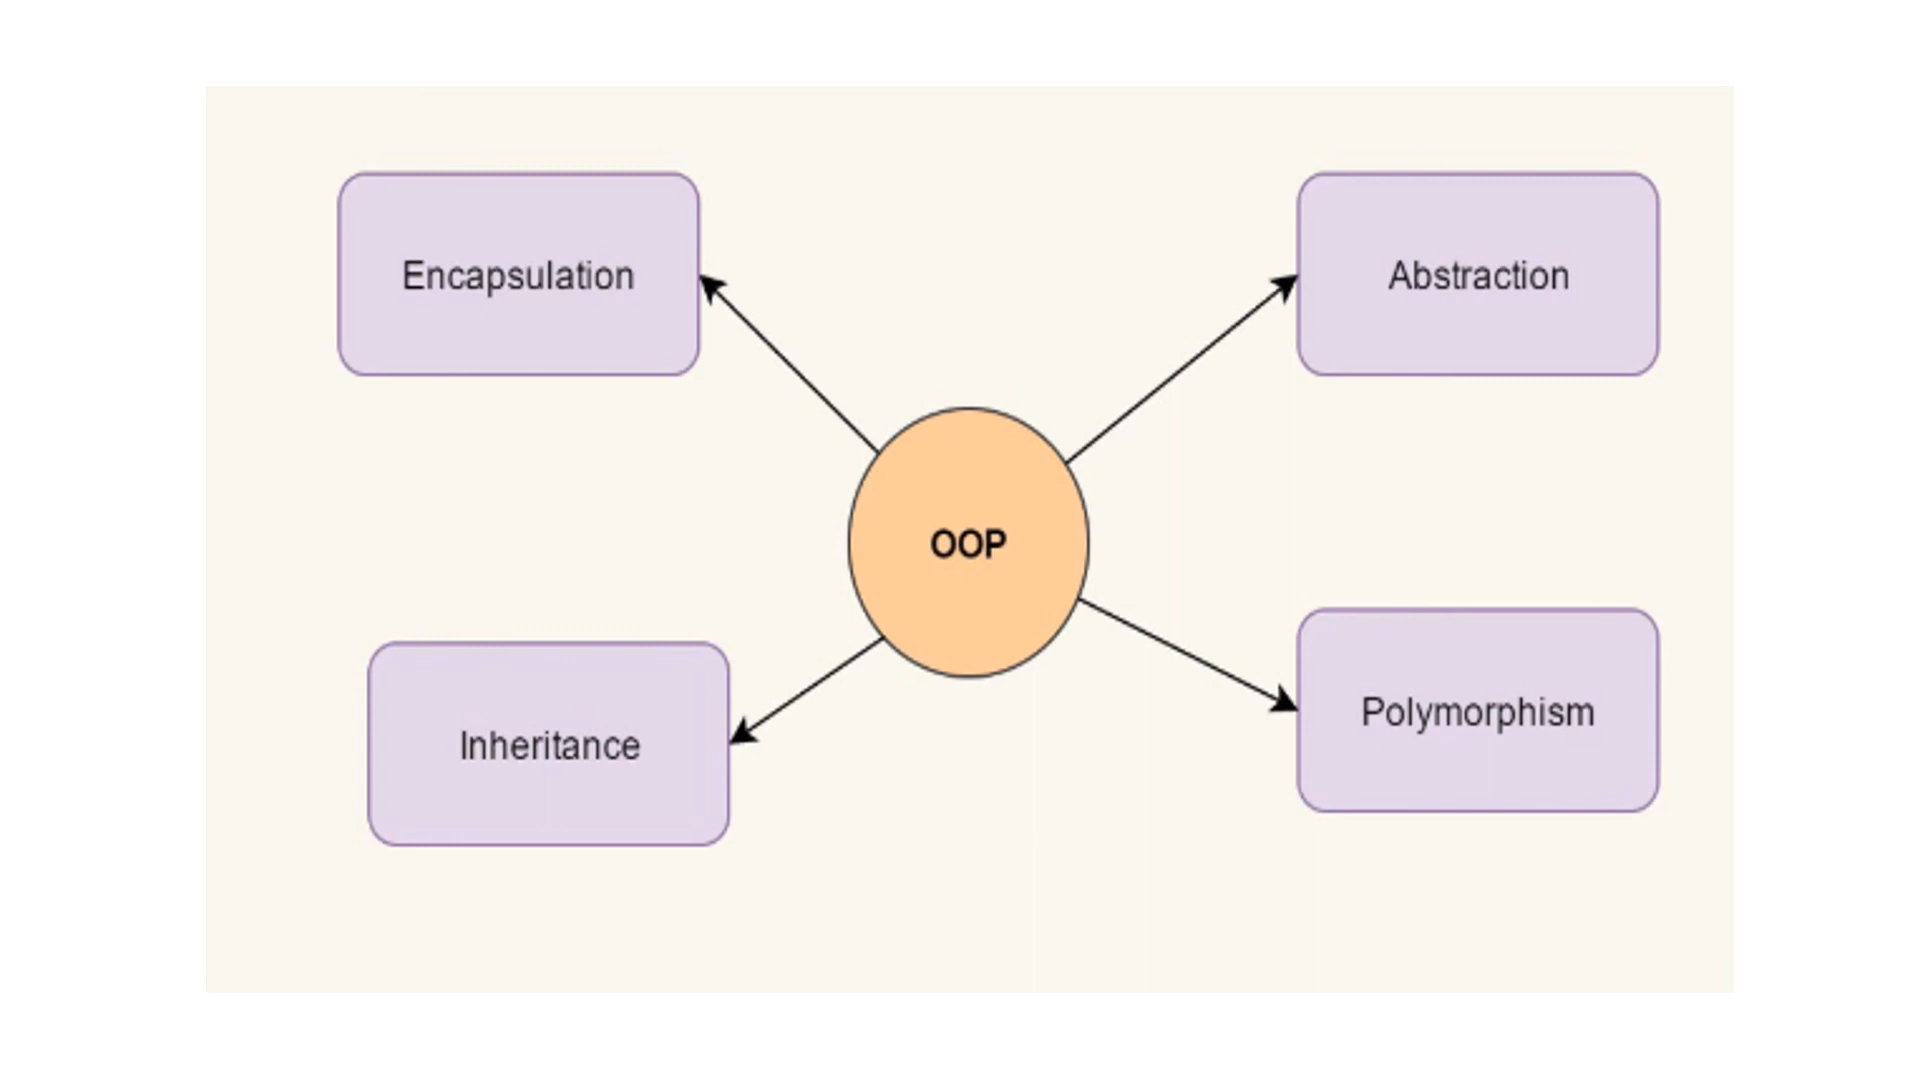 Encapsulation
Abstraction
OOP
Inheritance
Polymorphism